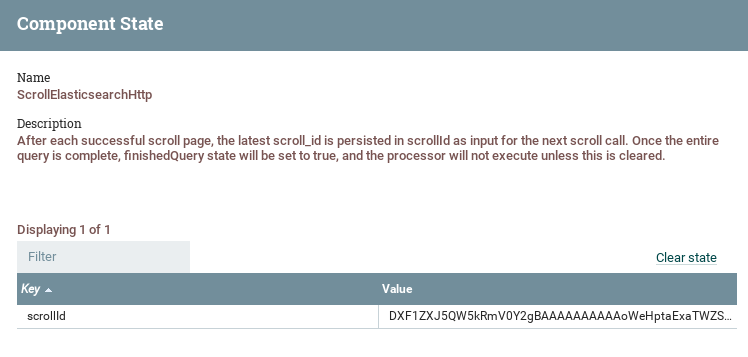 Component State
Name
ScrollElasticsearchHttp
Description
After each successful scroll page, the latest scroll_id is persisted in scrollId as input for the next scroll call. Once the entire
query is complete, finishedQuery state will be set to true, and the processor will not execute unless this is cleared.
Displaying 1 of 1
Filter
Clear state
Key Value
scrollId DXF1ZXJ5QW5kRmV0Y2gBAAAAAAAAAAoWeHptaExaTWZS...